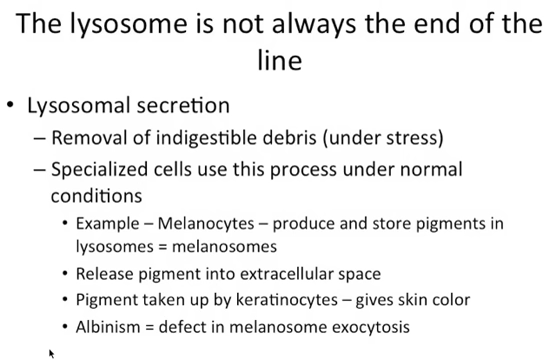 The lysosome is not always the end of the
line
• Lysosomal secretion
– Removal of indigestible debris (under stress)
– Specialized cells use this process under normal
conditions
• Example – Melanocytes – produce and store pigments in
lysosomes = melanosomes
• Release pigment into extracellular space
• Pigment taken up by keratinocytes – gives skin color
• Albinism = defect in melanosome exocytosis